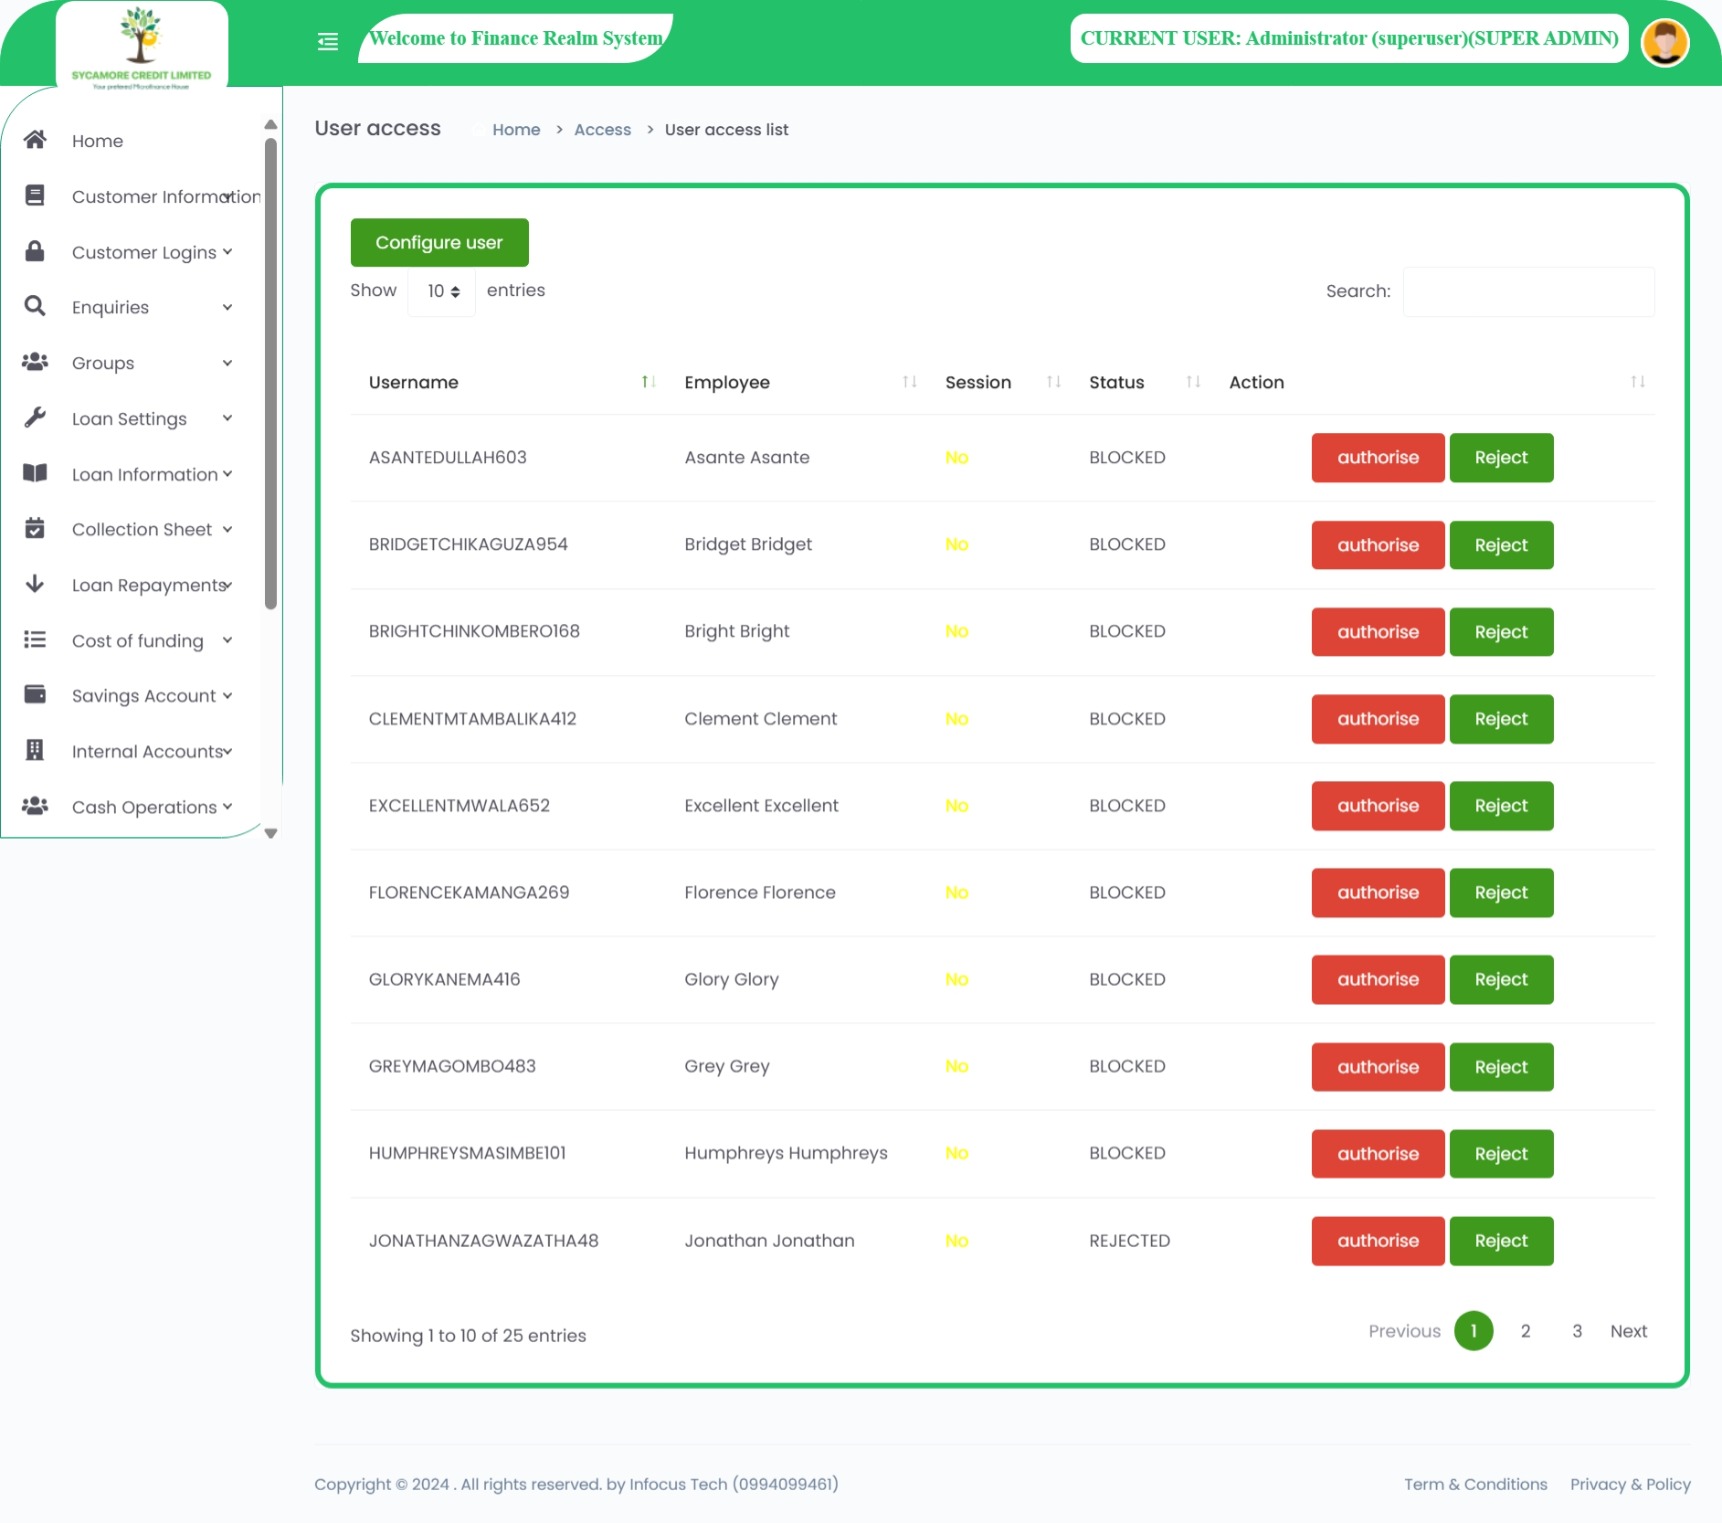 SYCAMORE CREDIT LIMITED
Your prefered Microfinance House
Welcome to Finance Realm System
CURRENT USER: Administrator (superuser)(SUPER ADMIN)
Home
Customer Information
Customer Logins
Enquiries
Groups
Loan Settings
Loan Information
Collection Sheet
Loan Repayments
Cost of funding
Savings Account
Internal Accounts
Cash Operations
User access
Home > Access > User access list
Configure user
Show 10 entries
Search:
Username Employee Session Status Action
ASANTEDULLAH603 Asante Asante No BLOCKED authorise Reject
BRIDGETCHIKAGUZA954 Bridget Bridget No BLOCKED authorise Reject
BRIGHTCHINKOMBERO168 Bright Bright No BLOCKED authorise Reject
CLEMENTMTAMBALIKA412 Clement Clement No BLOCKED authorise Reject
EXCELLENTMWALA652 Excellent Excellent No BLOCKED authorise Reject
FLORENCEKAMANGA269 Florence Florence No BLOCKED authorise Reject
GLORYKANEMA416 Glory Glory No BLOCKED authorise Reject
GREYMAGOMBO483 Grey Grey No BLOCKED authorise Reject
HUMPHREYSMASIMBE101 Humphreys Humphreys No BLOCKED authorise Reject
JONATHANZAGWAZATHA48 Jonathan Jonathan No REJECTED authorise Reject
Showing 1 to 10 of 25 entries
Previous 1 2 3 Next
Copyright © 2024 . All rights reserved. by Infocus Tech (0994099461)
Term & Conditions Privacy & Policy